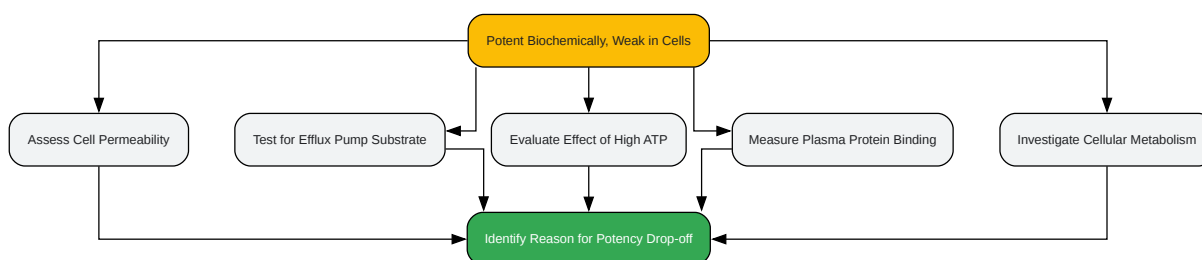 Potent Biochemically, Weak in Cells
Assess Cell Permeability
Test for Efflux Pump Substrate
Evaluate Effect of High ATP
Measure Plasma Protein Binding
Investigate Cellular Metabolism
Identify Reason for Potency Drop-off